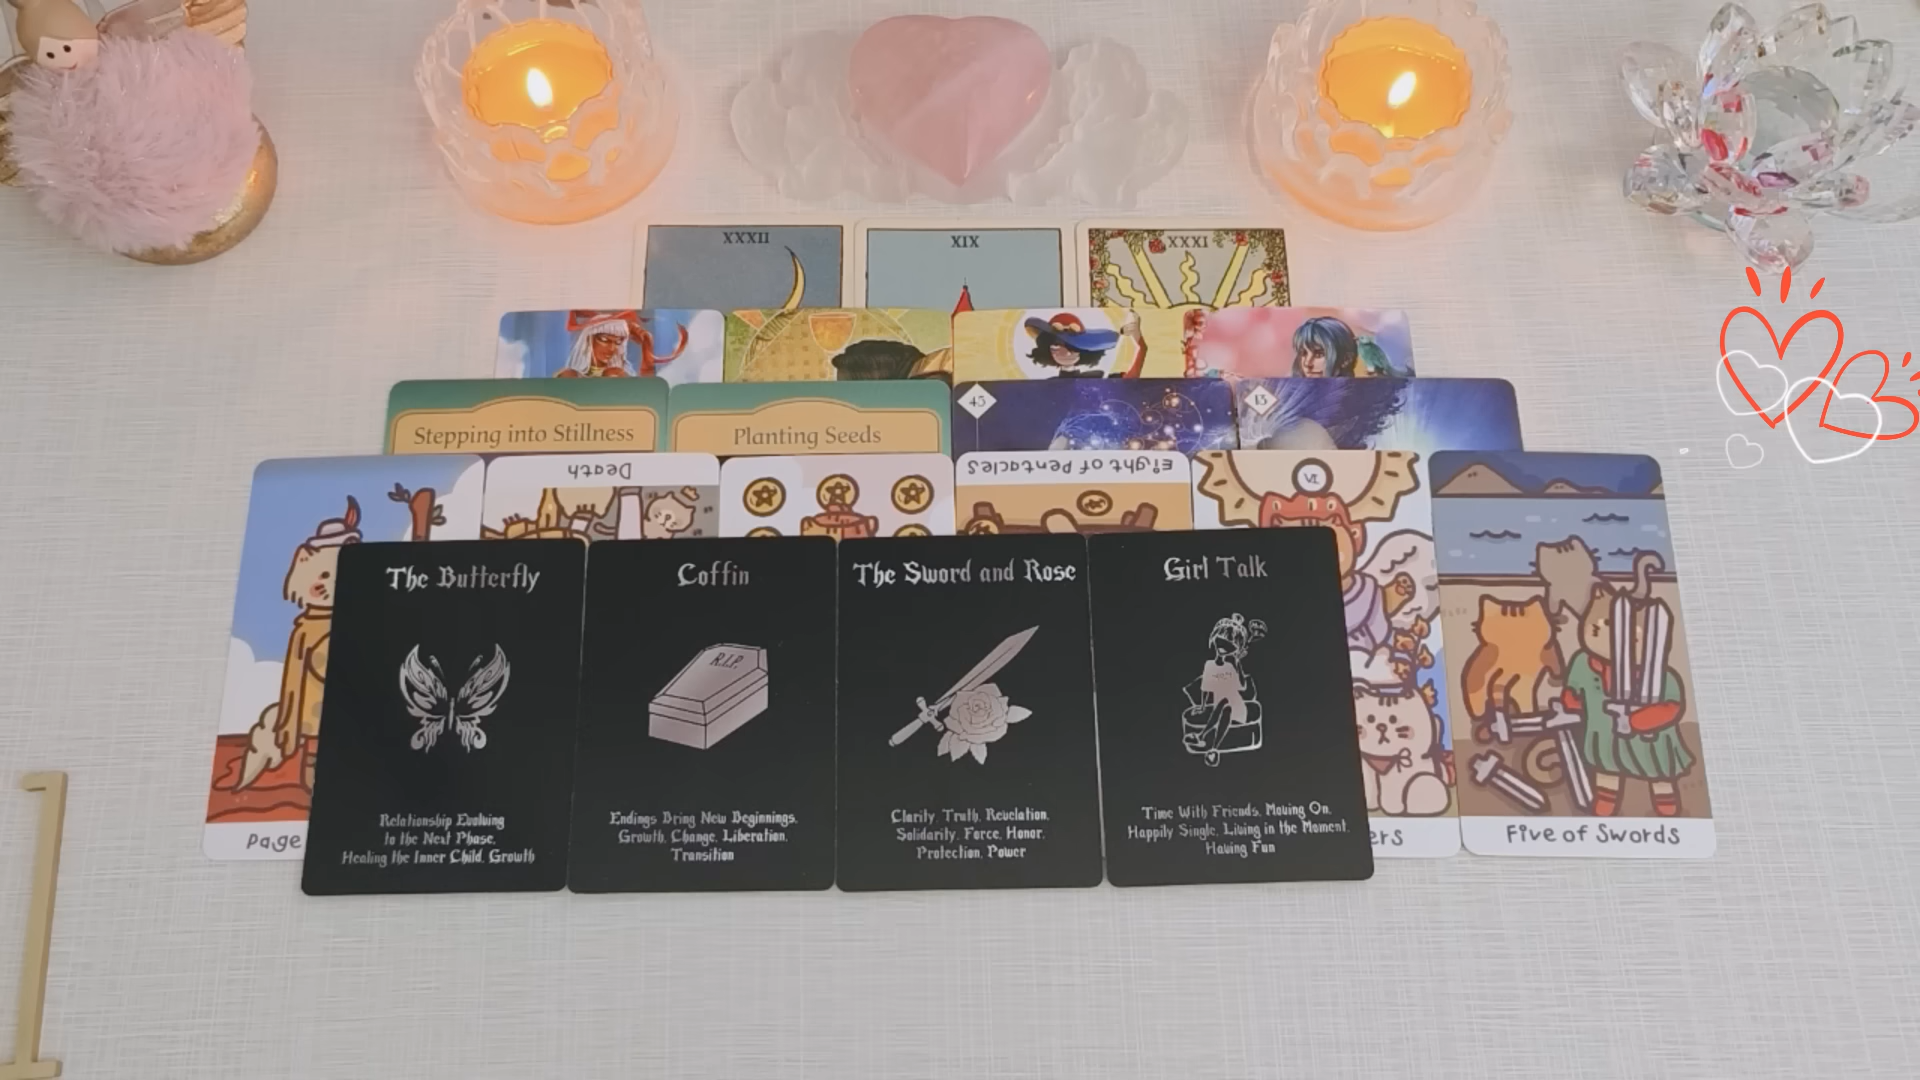 XXXII
XIX
XXXI
Stepping into Stillness
Planting Seeds
45
13
Death
Eight of Pentacles
VI
The Butterfly
Coffin
The Sword and Rose
Girl Talk
R.I.P.
Relationship Evolving
to the Next Phase,
Healing the Inner Child, Growth
Endings Bring New Beginnings,
Growth, Change, Liberation,
Transition
Clarity, Truth, Revelation,
Solidarity, Force, Honor,
Protection, Power
Time With Friends, Moving On,
Happily Single, Living in the Moment,
Having Fun
Page
ers
Five of Swords
1